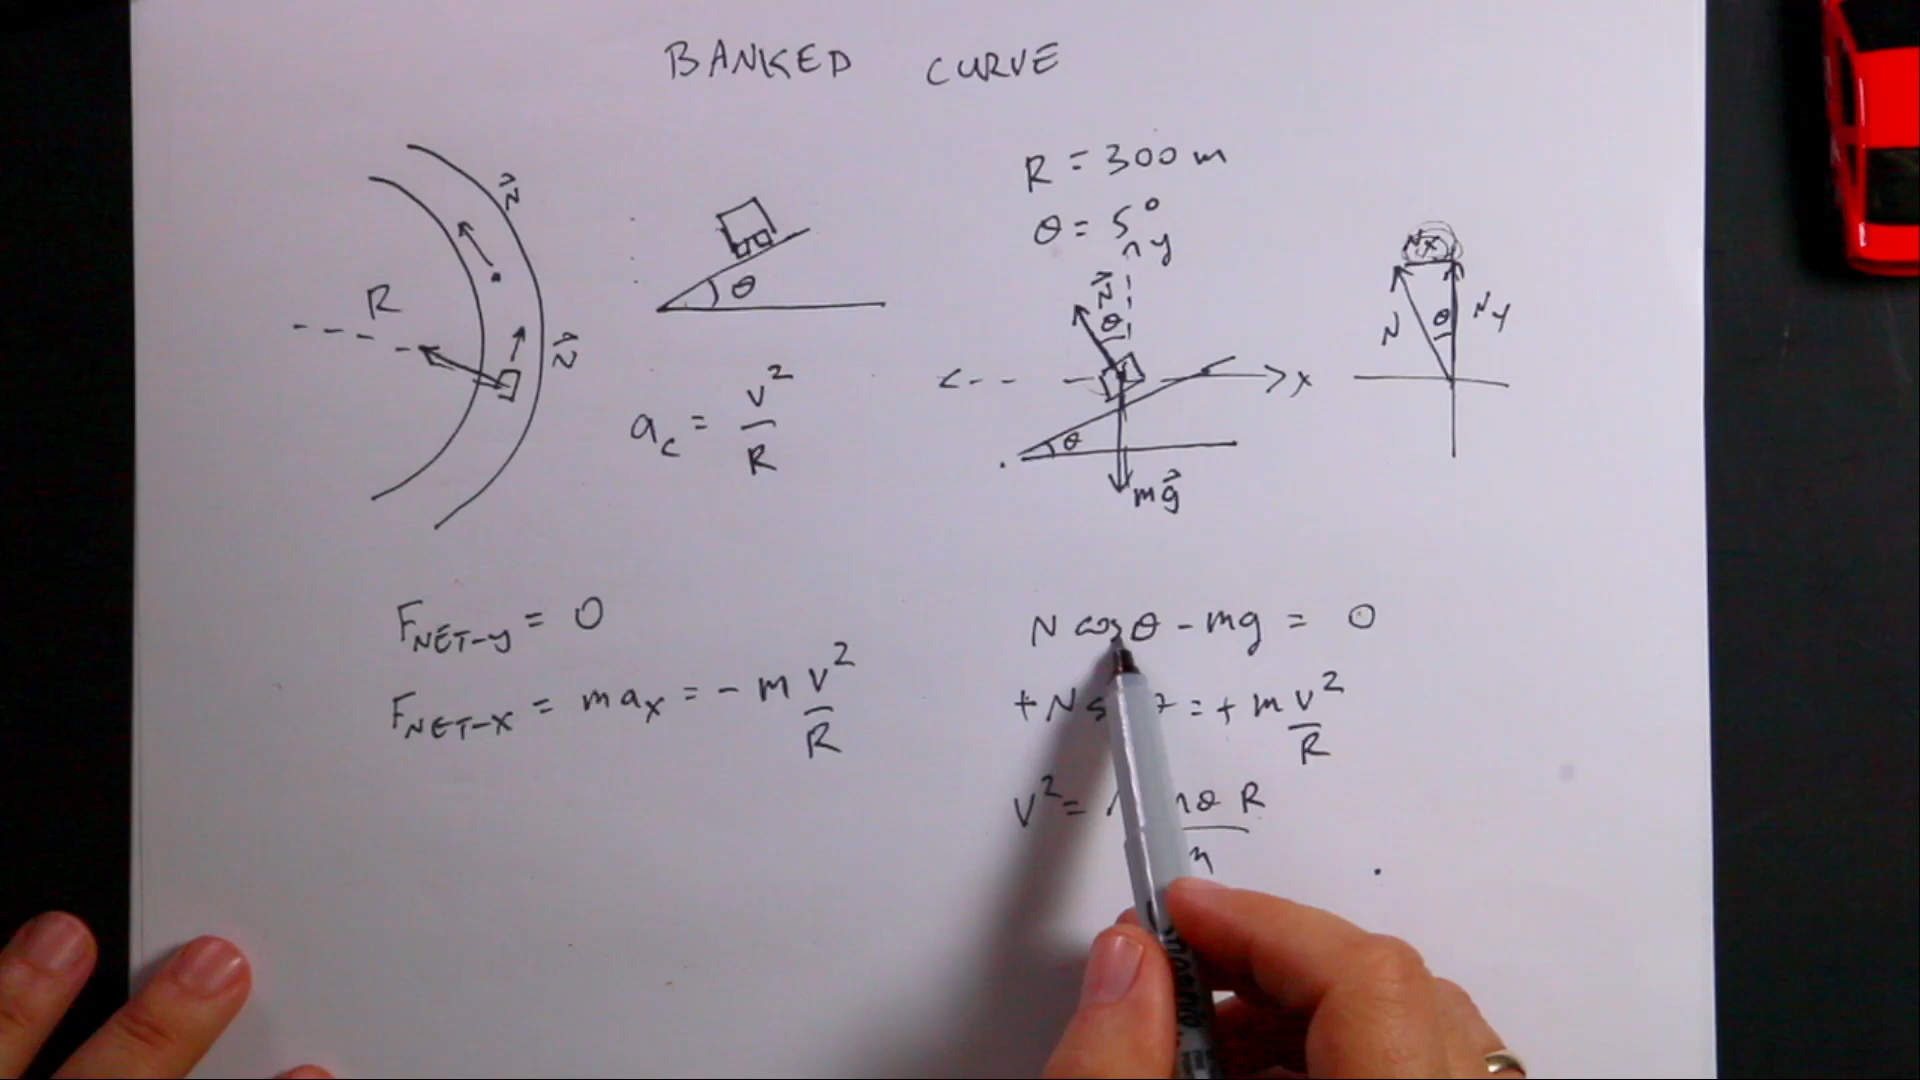 BANKED CURVE
R = 300 m
θ = 5°
N⃗
R
N⃗
θ
a_c = v²/R
y
N⃗
θ
x
θ
mg⃗
Nx
N
θ
Ny
F_NET-y = 0
F_NET-x = ma_x = - m v²/R
N cos θ - mg = 0
+ N = + m v²/R
v² = θ R